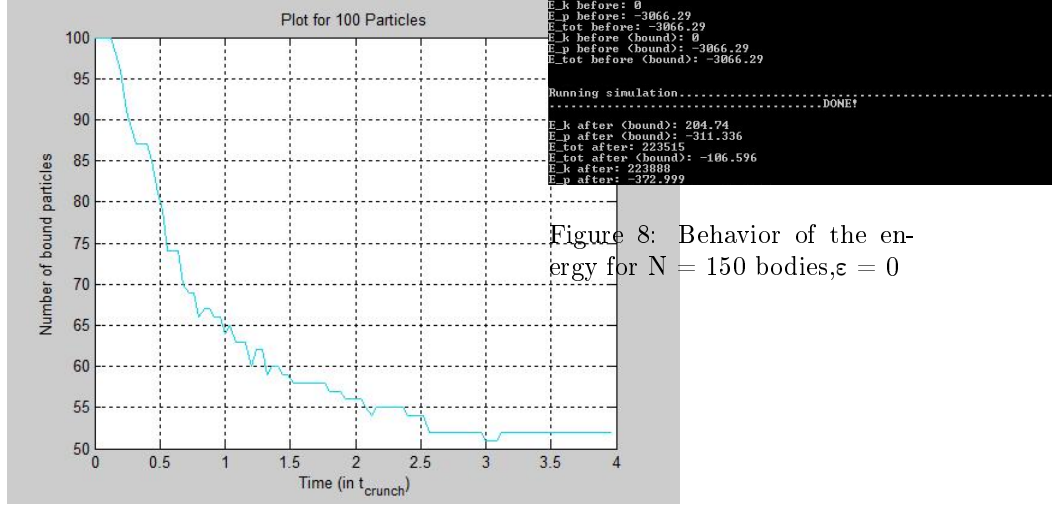 Plot for 100 Particles
100
95
90
85
80
75
70
65
60
55
50
Number of bound particles
0 0.5 1 1.5 2 2.5 3 3.5 4
Time (in t_crunch)
E_k before: 0
E_p before: -3066.29
E_tot before: -3066.29
E_k before (bound): 0
E_p before (bound): -3066.29
E_tot before (bound): -3066.29
Running simulation....................................................
......................................DONE!
E_k after (bound): 204.74
E_p after (bound): -311.336
E_tot after: 223515
E_tot after (bound): -106.596
E_k after: 223888
E_p after: -372.999
Figure 8: Behavior of the en-
ergy for N = 150 bodies,ε = 0